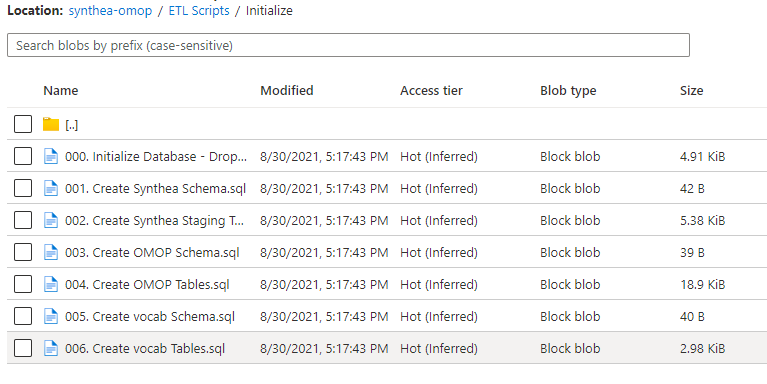 Location: synthea-omop / ETL Scripts / Initialize
Search blobs by prefix (case-sensitive)
Name Modified Access tier Blob type Size
[..]
000. Initialize Database - Drop... 8/30/2021, 5:17:43 PM Hot (Inferred) Block blob 4.91 KiB
001. Create Synthea Schema.sql 8/30/2021, 5:17:43 PM Hot (Inferred) Block blob 42 B
002. Create Synthea Staging T... 8/30/2021, 5:17:43 PM Hot (Inferred) Block blob 5.38 KiB
003. Create OMOP Schema.sql 8/30/2021, 5:17:43 PM Hot (Inferred) Block blob 39 B
004. Create OMOP Tables.sql 8/30/2021, 5:17:43 PM Hot (Inferred) Block blob 18.9 KiB
005. Create vocab Schema.sql 8/30/2021, 5:17:43 PM Hot (Inferred) Block blob 40 B
006. Create vocab Tables.sql 8/30/2021, 5:17:43 PM Hot (Inferred) Block blob 2.98 KiB